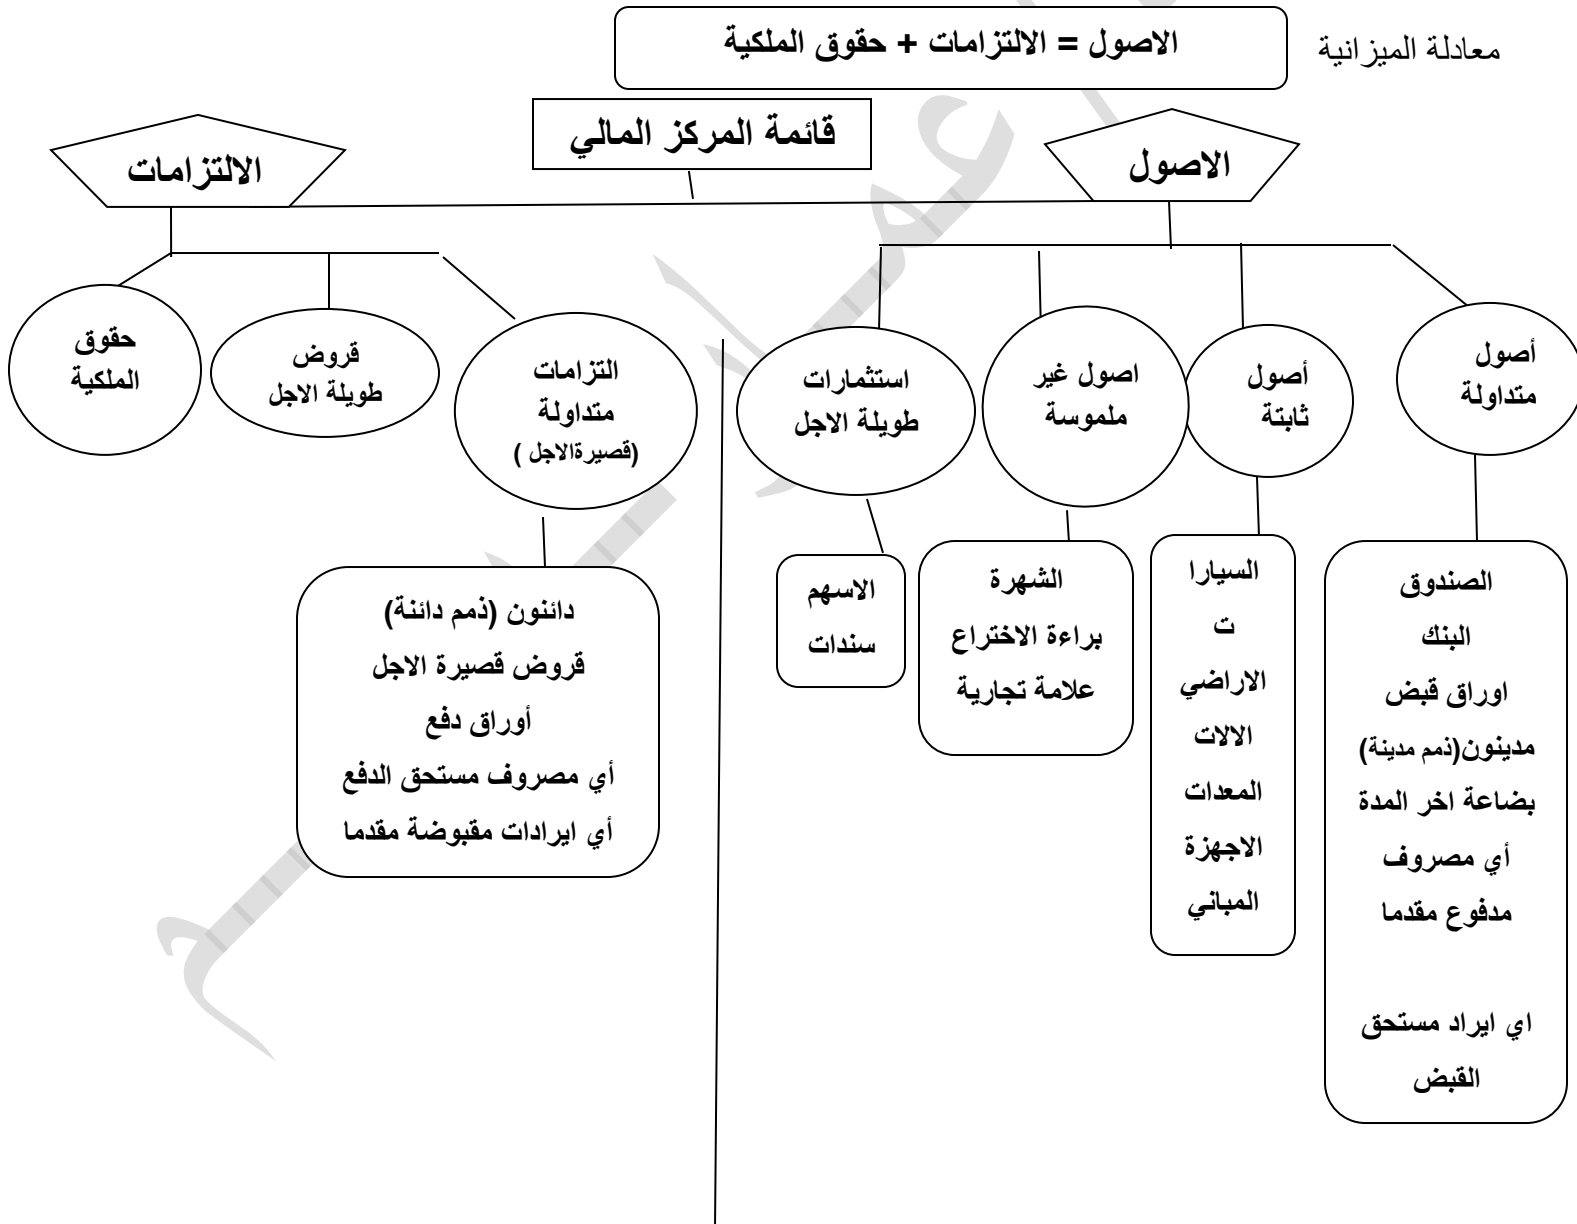 معادلة الميزانية
الاصول = الالتزامات + حقوق الملكية
قائمة المركز المالي
الاصول
الالتزامات
أصول
متداولة
أصول
ثابتة
اصول غير
ملموسة
استثمارات
طويلة الاجل
التزامات
متداولة
(قصيرةالاجل )
قروض
طويلة الاجل
حقوق
الملكية
الصندوق
البنك
اوراق قبض
مدينون(ذمم مدينة)
بضاعة اخر المدة
أي مصروف
مدفوع مقدما
اي ايراد مستحق
القبض
السيارا
ت
الاراضي
الالات
المعدات
الاجهزة
المباني
الشهرة
براءة الاختراع
علامة تجارية
الاسهم
سندات
دائنون (ذمم دائنة)
قروض قصيرة الاجل
أوراق دفع
أي مصروف مستحق الدفع
أي ايرادات مقبوضة مقدما